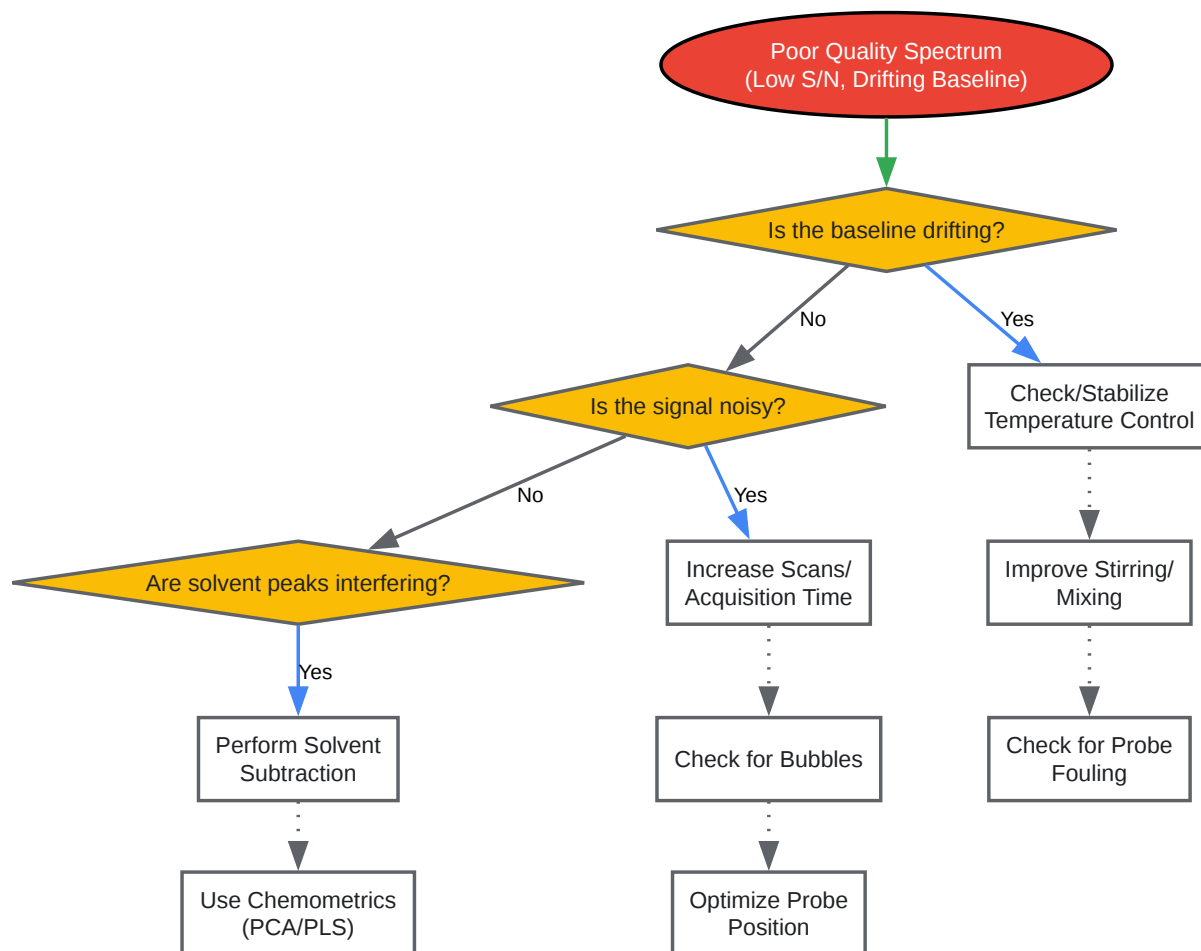 Poor Quality Spectrum
(Low S/N, Drifting Baseline)
Is the baseline drifting?
No
Yes
Is the signal noisy?
Check/Stabilize
Temperature Control
No
Yes
Are solvent peaks interfering?
Increase Scans/
Acquisition Time
Improve Stirring/
Mixing
Yes
Perform Solvent
Subtraction
Check for Bubbles
Check for Probe
Fouling
Use Chemometrics
(PCA/PLS)
Optimize Probe
Position